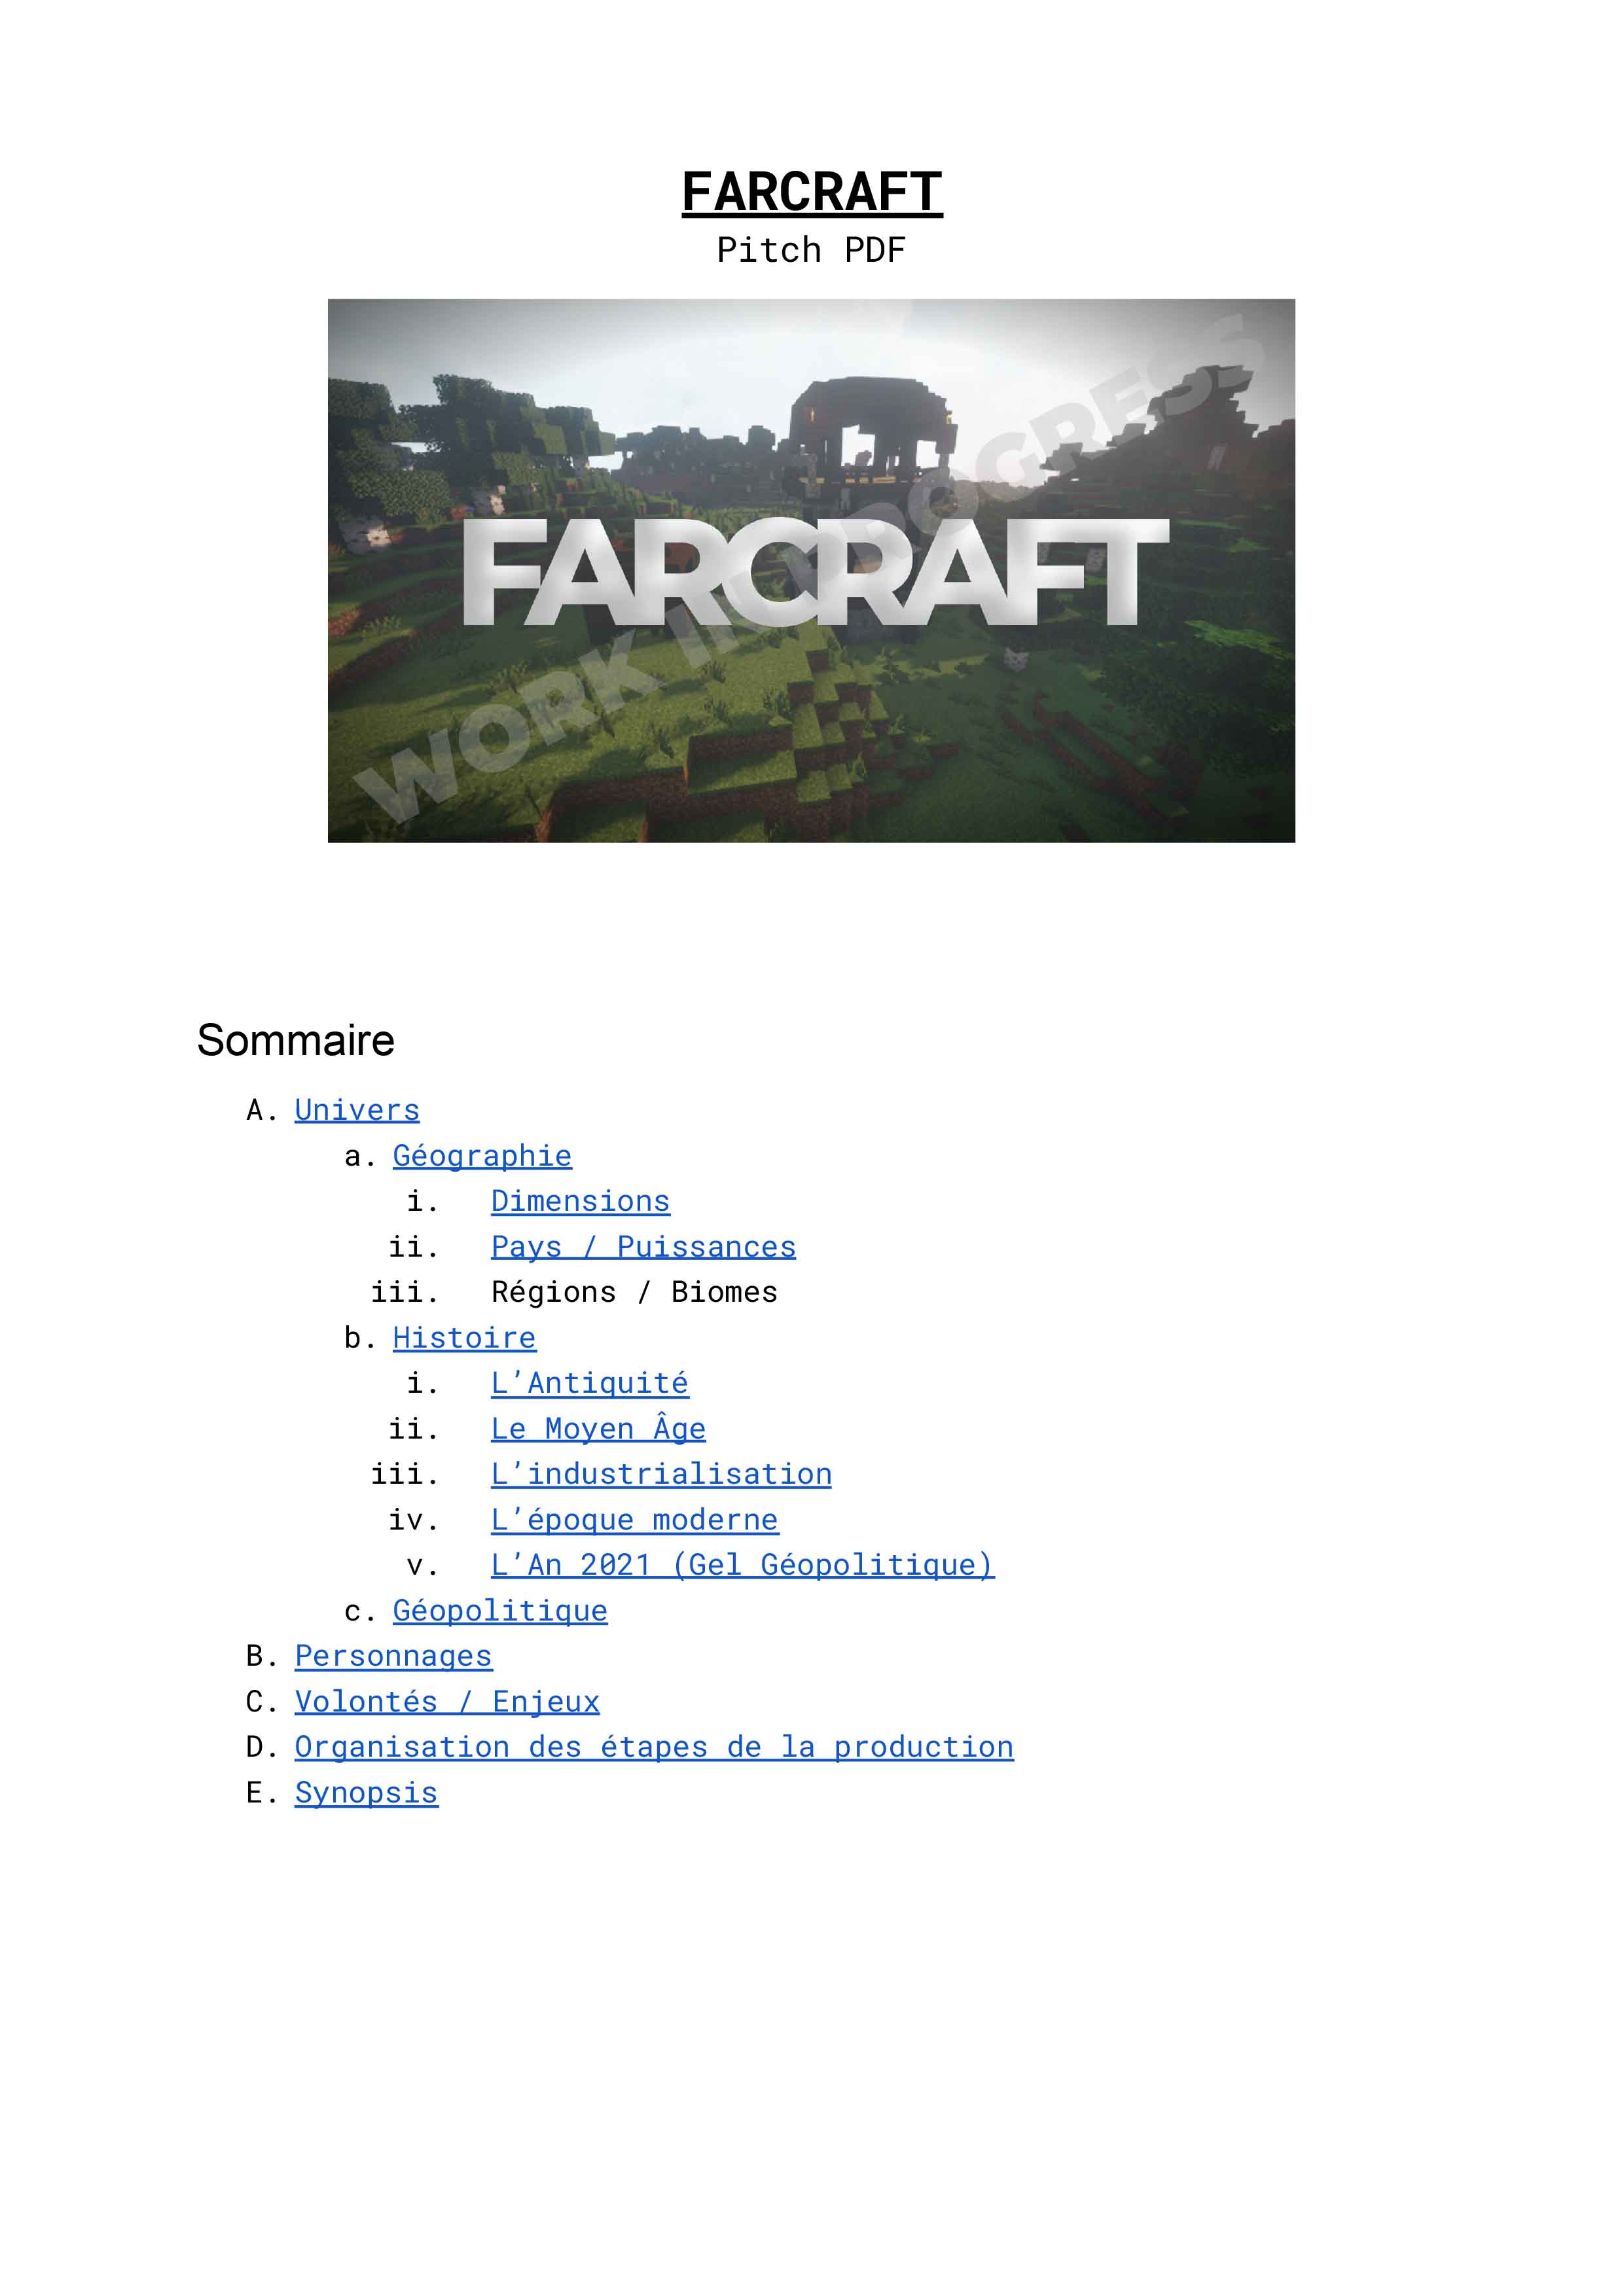 FARCRAFT
Pitch PDF
FARCRAFT
WORK IN PROGRESS
Sommaire
A. Univers
a. Géographie
i. Dimensions
ii. Pays / Puissances
iii. Régions / Biomes
b. Histoire
i. L’Antiquité
ii. Le Moyen Âge
iii. L’industrialisation
iv. L’époque moderne
v. L’An 2021 (Gel Géopolitique)
c. Géopolitique
B. Personnages
C. Volontés / Enjeux
D. Organisation des étapes de la production
E. Synopsis